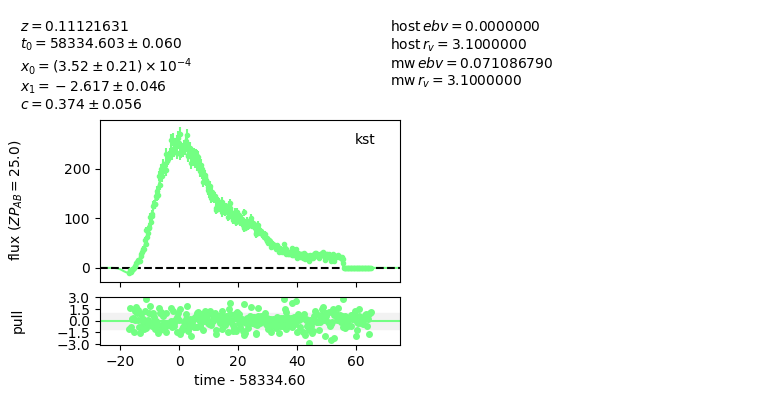 z = 0.11121631
t₀ = 58334.603 ± 0.060
x₀ = (3.52 ± 0.21) × 10⁻⁴
x₁ = −2.617 ± 0.046
c = 0.374 ± 0.056
host ebv = 0.0000000
host r_v = 3.1000000
mw ebv = 0.071086790
mw r_v = 3.1000000
flux (ZP_AB = 25.0)
200
100
0
kst
pull
3.0
1.5
0.0
−1.5
−3.0
−20 0 20 40 60
time - 58334.60